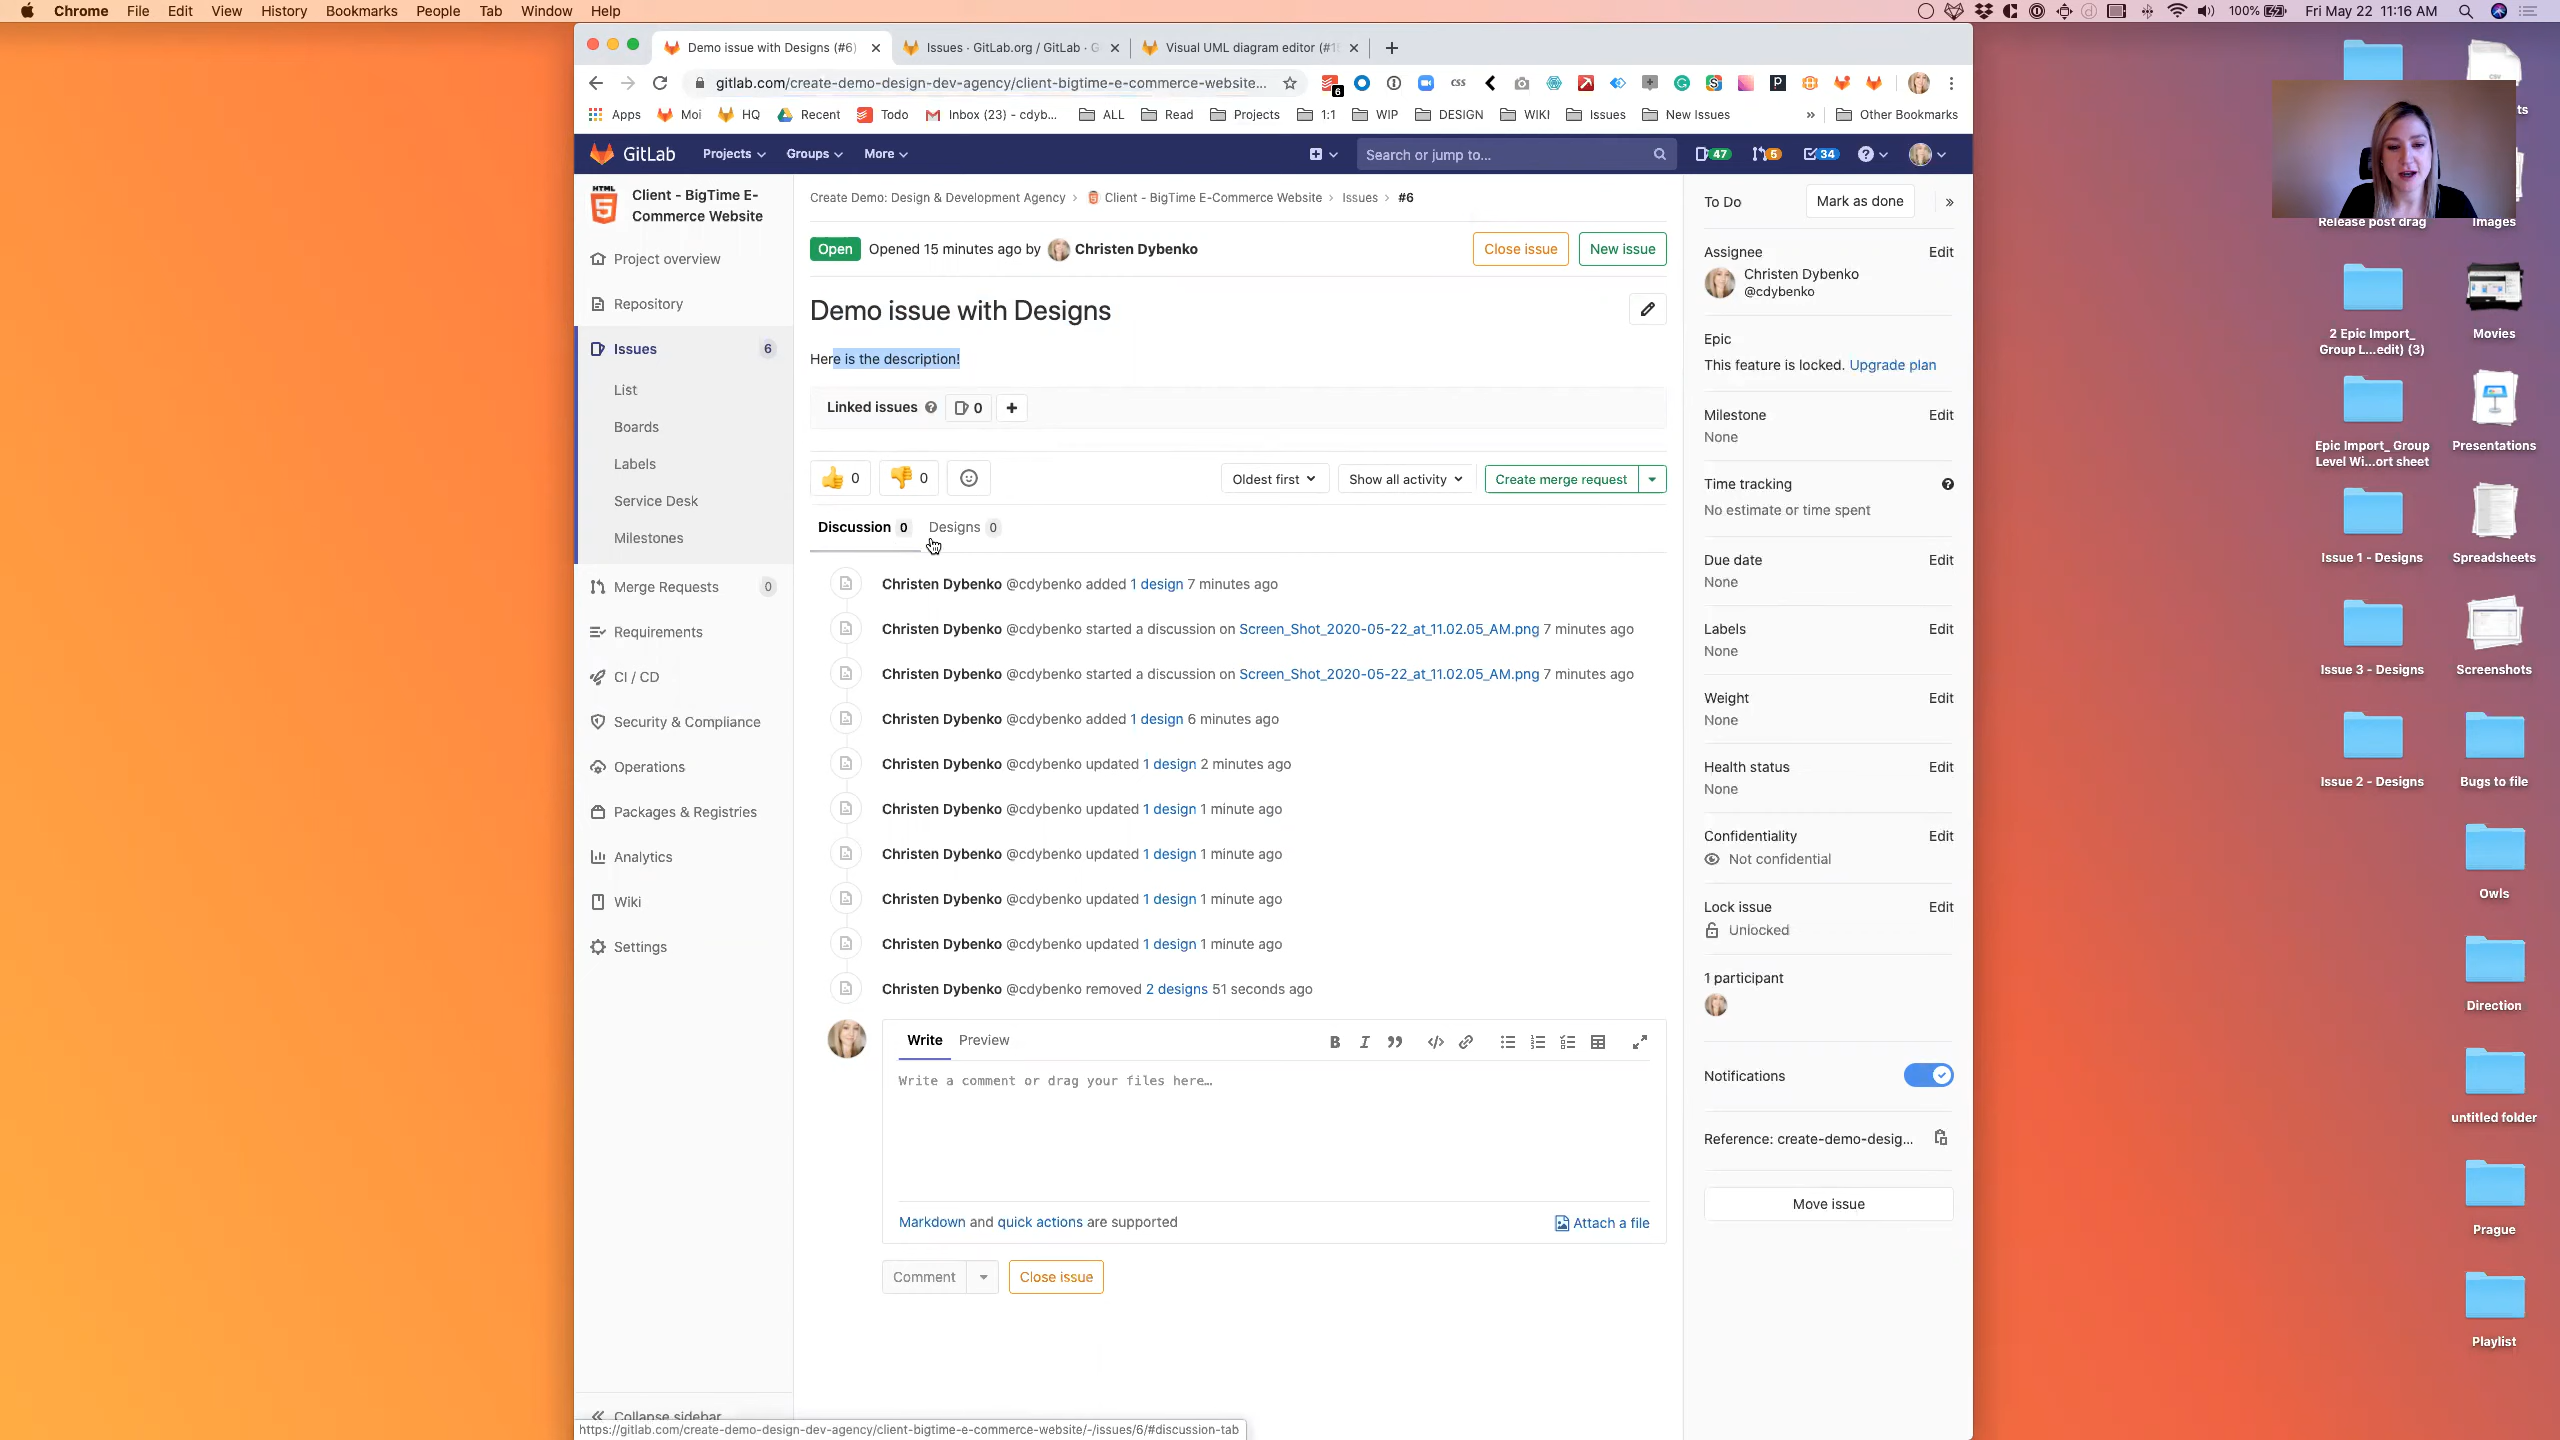 Chrome File Edit View History Bookmarks People Tab Window Help
100% Fri May 22 11:16 AM
Demo issue with Designs (#6)
Issues · GitLab.org / GitLab · G
Visual UML diagram editor (#1
gitlab.com/create-demo-design-dev-agency/client-bigtime-e-commerce-website...
6
css
Apps Moi HQ Recent Todo Inbox (23) - cdyb... ALL Read Projects 1:1 WIP DESIGN WIKI Issues New Issues » Other Bookmarks
GitLab Projects Groups More Search or jump to... 47 5 34
HTML
Client - BigTime E-
Commerce Website
Project overview
Repository
Issues 6
List
Boards
Labels
Service Desk
Milestones
Merge Requests 0
Requirements
CI / CD
Security & Compliance
Operations
Packages & Registries
Analytics
Wiki
Settings
Collapse sidebar
Create Demo: Design & Development Agency › Client - BigTime E-Commerce Website › Issues › #6
Open Opened 15 minutes ago by Christen Dybenko
Close issue
New issue
Demo issue with Designs
Here is the description!
Linked issues 0 +
0 0
Oldest first
Show all activity
Create merge request
Discussion 0 Designs 0
Christen Dybenko @cdybenko added 1 design 7 minutes ago
Christen Dybenko @cdybenko started a discussion on Screen_Shot_2020-05-22_at_11.02.05_AM.png 7 minutes ago
Christen Dybenko @cdybenko started a discussion on Screen_Shot_2020-05-22_at_11.02.05_AM.png 7 minutes ago
Christen Dybenko @cdybenko added 1 design 6 minutes ago
Christen Dybenko @cdybenko updated 1 design 2 minutes ago
Christen Dybenko @cdybenko updated 1 design 1 minute ago
Christen Dybenko @cdybenko updated 1 design 1 minute ago
Christen Dybenko @cdybenko updated 1 design 1 minute ago
Christen Dybenko @cdybenko updated 1 design 1 minute ago
Christen Dybenko @cdybenko removed 2 designs 51 seconds ago
Write Preview
Write a comment or drag your files here…
Markdown and quick actions are supported
Attach a file
Comment
Close issue
https://gitlab.com/create-demo-design-dev-agency/client-bigtime-e-commerce-website/-/issues/6/#discussion-tab
To Do Mark as done »
Assignee Edit
Christen Dybenko
@cdybenko
Epic
This feature is locked. Upgrade plan
Milestone Edit
None
Time tracking
No estimate or time spent
Due date Edit
None
Labels Edit
None
Weight Edit
None
Health status Edit
None
Confidentiality Edit
Not confidential
Lock issue Edit
Unlocked
1 participant
Notifications
Reference: create-demo-desig...
Move issue
Release post drag
Images
2 Epic Import_
Group L...edit) (3)
Movies
Epic Import_ Group
Level Wi...ort sheet
Presentations
Issue 1 - Designs
Spreadsheets
Issue 3 - Designs
Screenshots
Issue 2 - Designs
Bugs to file
Owls
Direction
untitled folder
Prague
Playlist